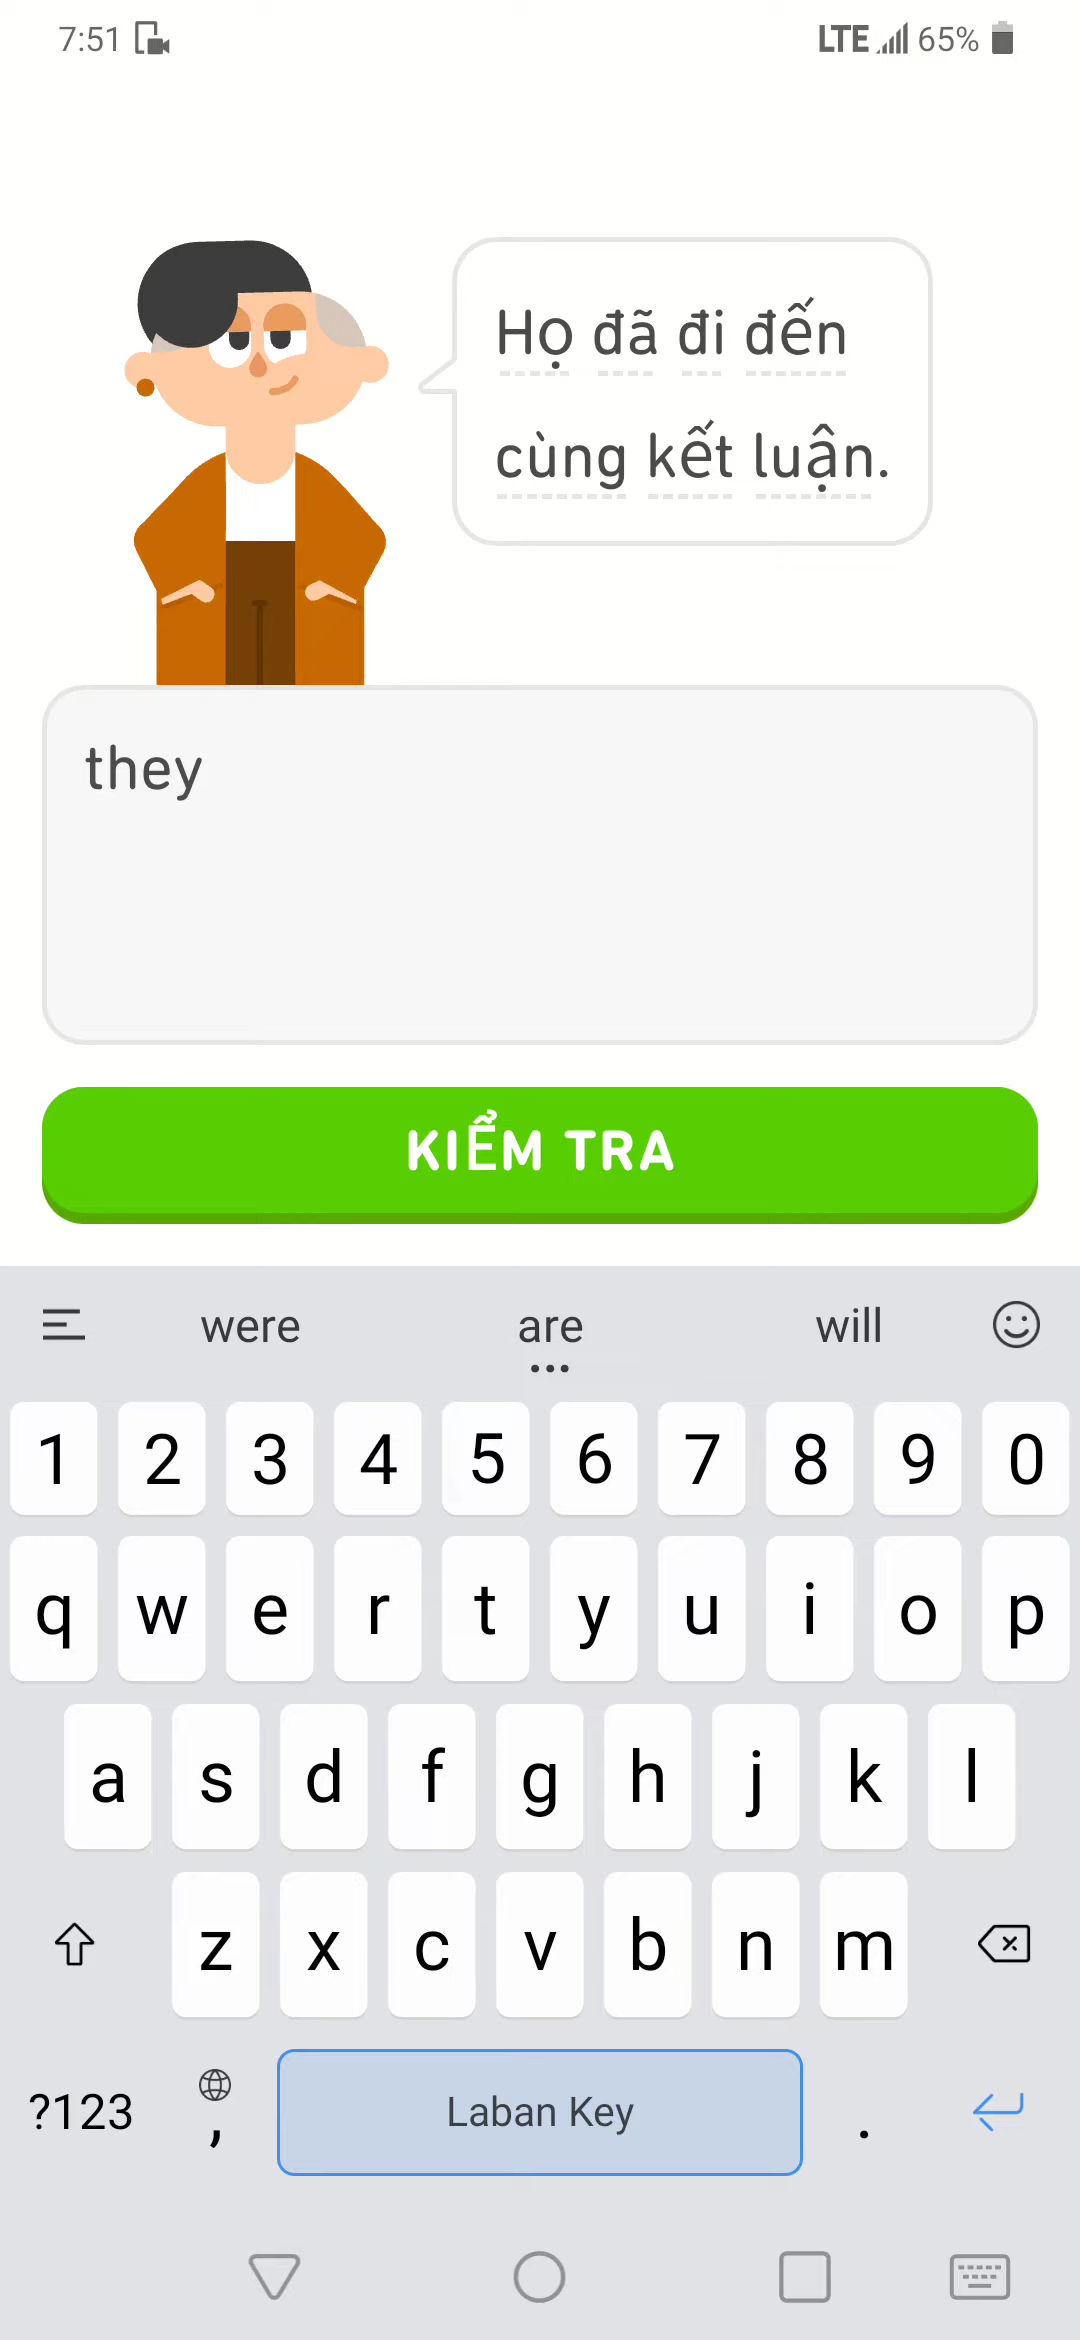 7:51 LTE 65%
Họ đã đi đến
cùng kết luận.
they
KIỂM TRA
were are will
1 2 3 4 5 6 7 8 9 0
q w e r t y u i o p
a s d f g h j k l
z x c v b n m
?123 , Laban Key .